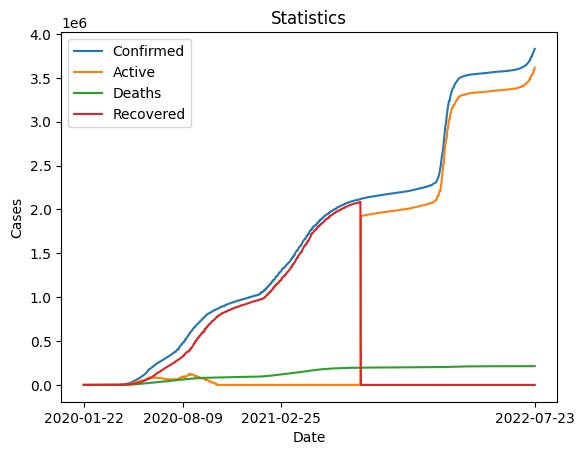 Statistics
1e6
Confirmed
Active
Deaths
Recovered
4.0
3.5
3.0
2.5
2.0
1.5
1.0
0.5
0.0
Cases
2020-01-22 2020-08-09 2021-02-25 2022-07-23
Date